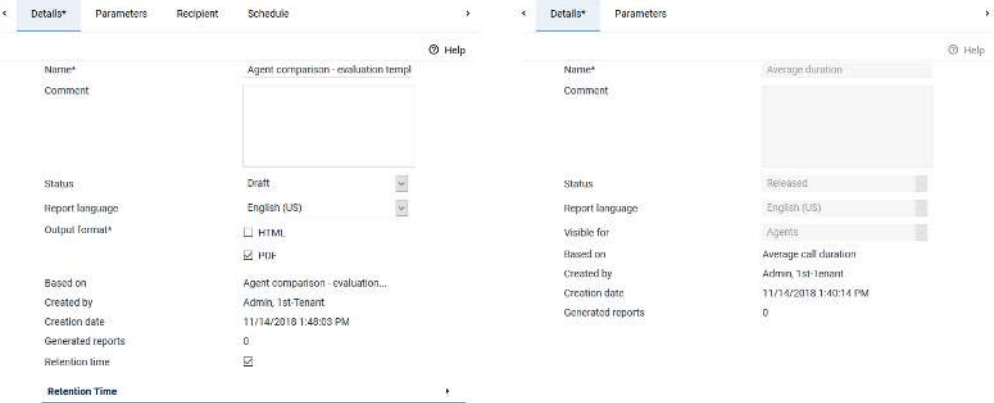 Details* Parameters Recipient Schedule
Help
Name* Agent comparison - evaluation templ
Comment
Status Draft
Report language English (US)
Output format* HTML
PDF
Based on Agent comparison - evaluation...
Created by Admin, 1st-Tenant
Creation date 11/14/2018 1:48:03 PM
Generated reports 0
Retention time
Retention Time
Details* Parameters
Help
Name* Average duration
Comment
Status Released
Report language English (US)
Visible for Agents
Based on Average call duration
Created by Admin, 1st-Tenant
Creation date 11/14/2018 1:40:14 PM
Generated reports 0